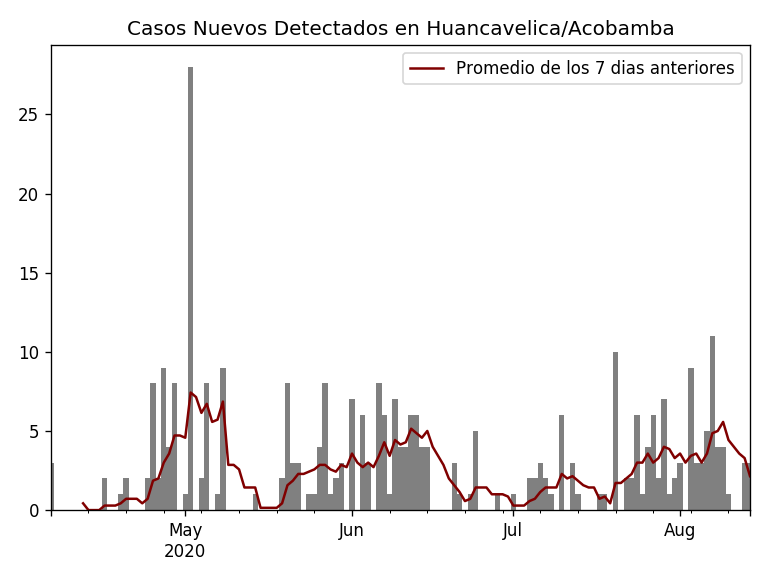 Casos Nuevos Detectados en Huancavelica/Acobamba
Promedio de los 7 dias anteriores
25
20
15
10
5
0
May
2020
Jun
Jul
Aug